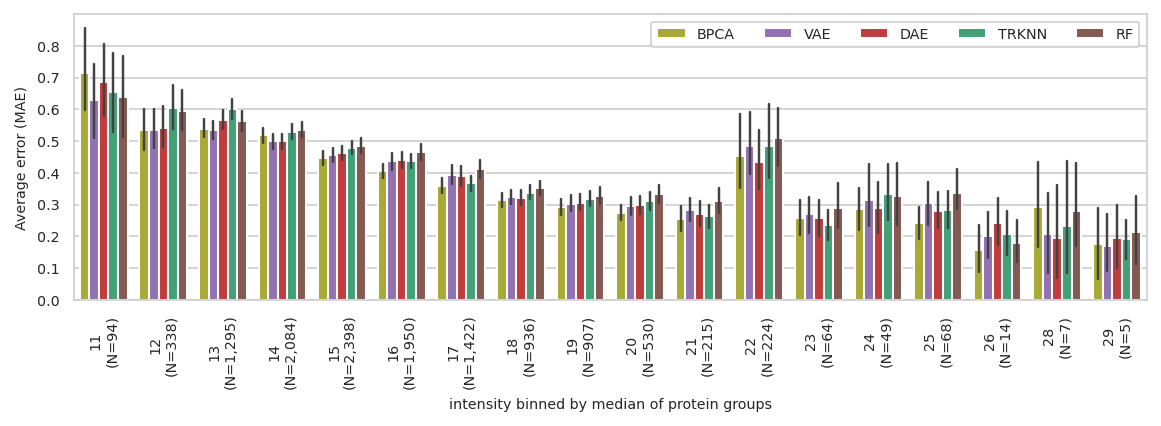 BPCA VAE DAE TRKNN RF
Average error (MAE)
0.8
0.7
0.6
0.5
0.4
0.3
0.2
0.1
0.0
11
(N=94)
12
(N=338)
13
(N=1,295)
14
(N=2,084)
15
(N=2,398)
16
(N=1,950)
17
(N=1,422)
18
(N=936)
19
(N=907)
20
(N=530)
21
(N=215)
22
(N=224)
23
(N=64)
24
(N=49)
25
(N=68)
26
(N=14)
28
(N=7)
29
(N=5)
intensity binned by median of protein groups